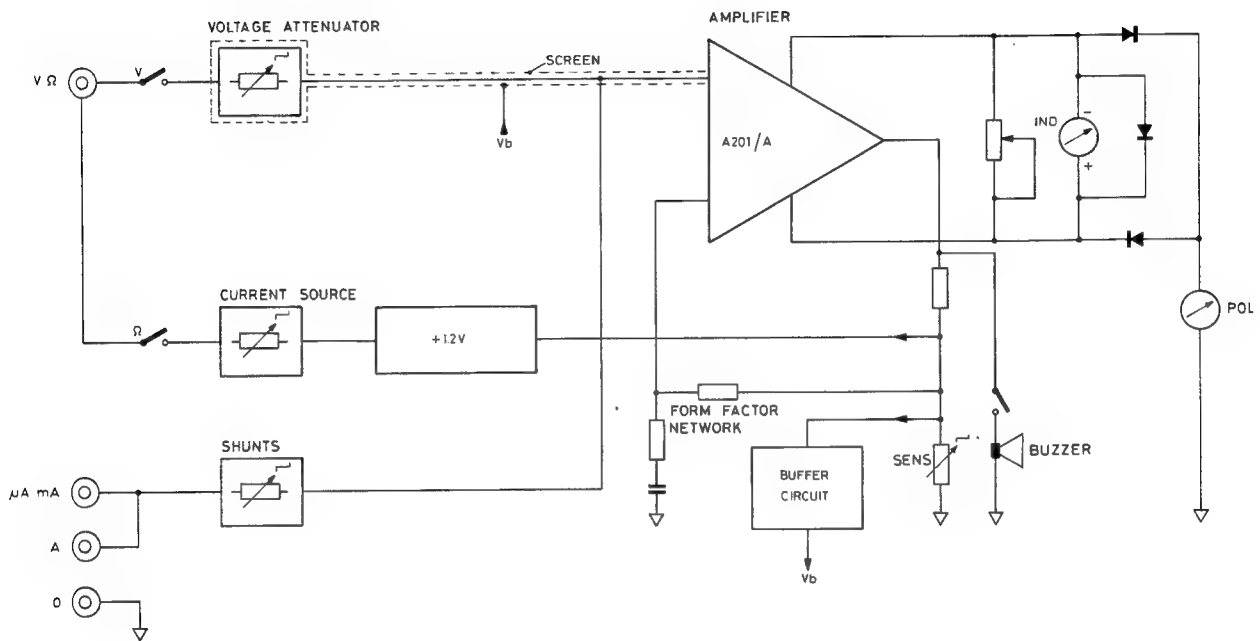 VOLTAGE ATTENUATOR
AMPLIFIER
V Ω
V
SCREEN
Vb
A201/A
IND
-
+
POL
CURRENT SOURCE
Ω
+1.2V
FORM FACTOR
NETWORK
SHUNTS
SENS
BUZZER
BUFFER
CIRCUIT
Vb
μA mA
A
0